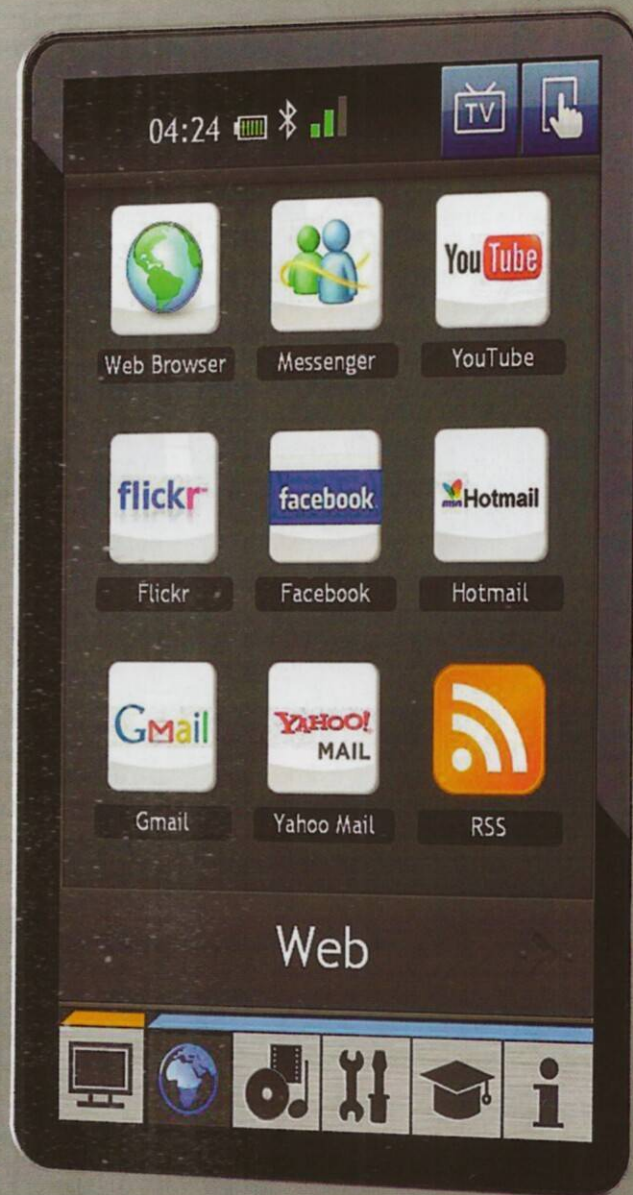 04:24
TV
Web Browser
Messenger
You Tube
YouTube
flickr
Flickr
facebook
Facebook
msn Hotmail
Hotmail
GMail
Gmail
YAHOO!
MAIL
Yahoo Mail
RSS
Web